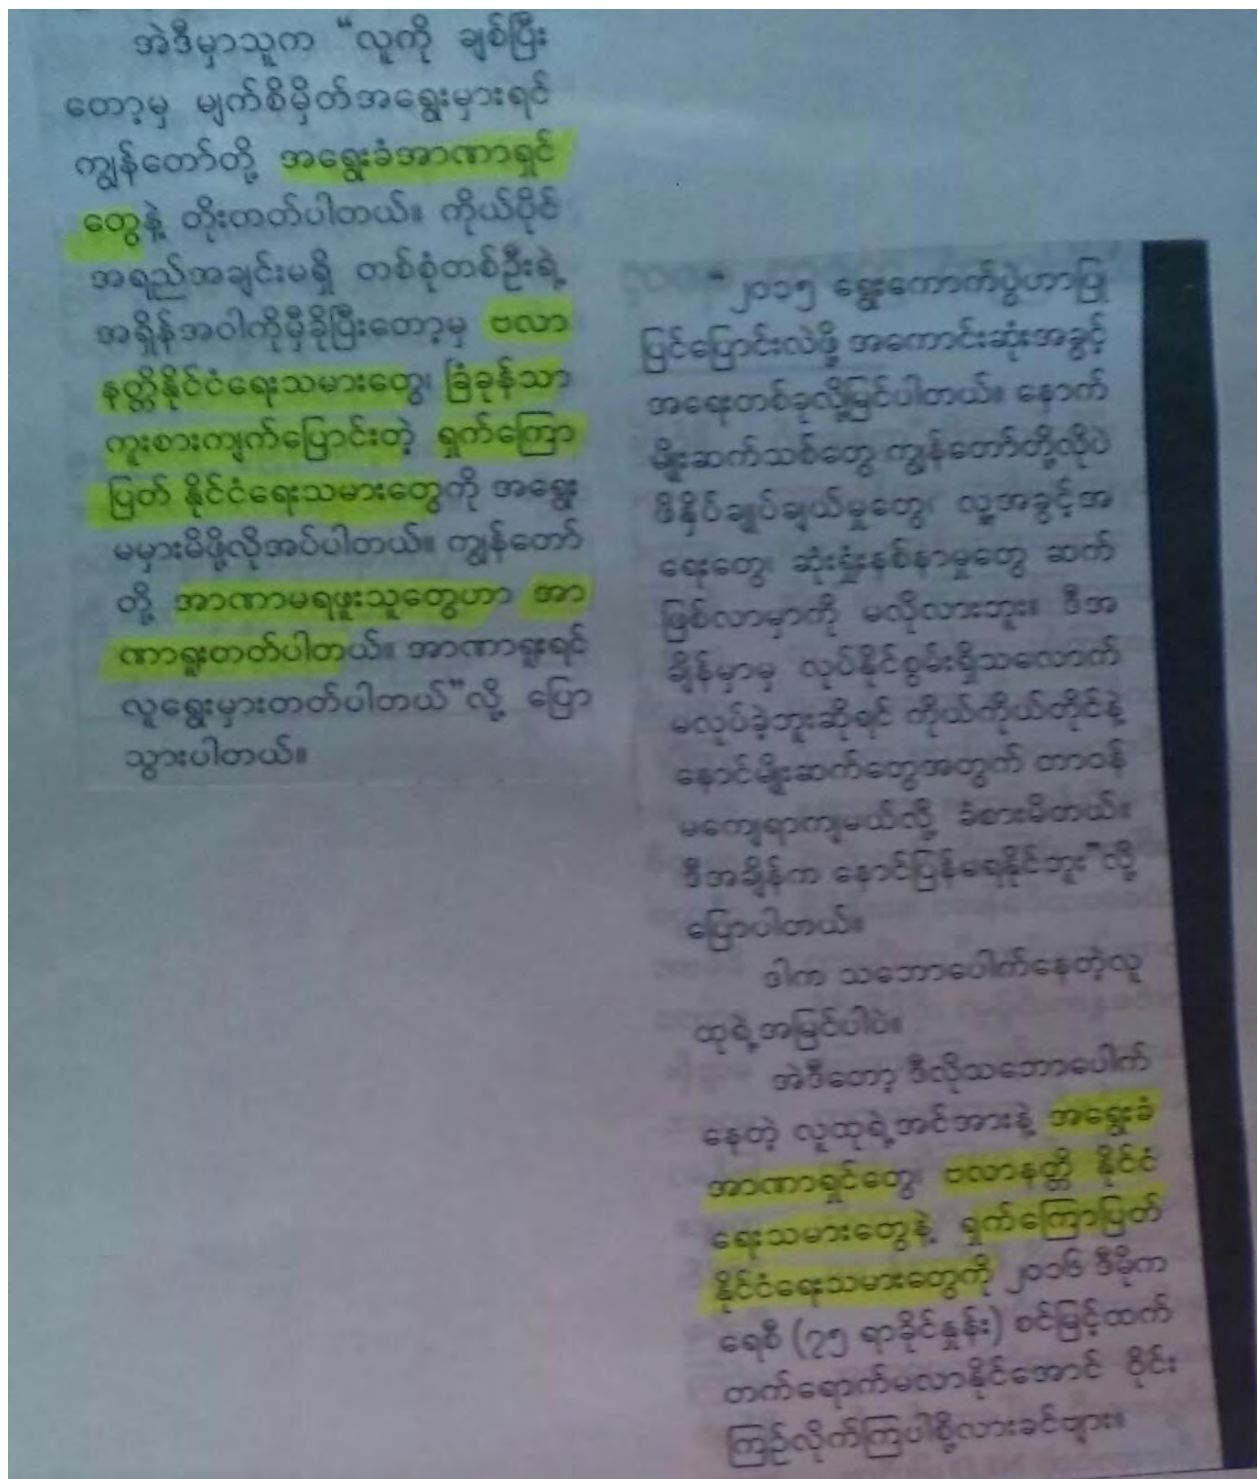 အဲဒီမှာသူက “လူကို ချစ်ပြီး
တော့မှ မျက်စိမှိတ်အရွေးမှားရင်
ကျွန်တော်တို့ အရွေးခံအာဏာရှင်
တွေနဲ့ တိုးတတ်ပါတယ်။ ကိုယ်ပိုင်
အရည်အချင်းမရှိ တစ်စုံတစ်ဦးရဲ့
အရှိန်အဝါကိုမှီခိုပြီးတော့မှ ဗလာ
နတ္ထိနိုင်ငံရေးသမားတွေ၊ ခြံခုန်သာ
ကူးစားကျက်ပြောင်းတဲ့ ရှက်ကြော
ပြတ် နိုင်ငံရေးသမားတွေကို အရွေး
မမှားမိဖို့လိုအပ်ပါတယ်။ ကျွန်တော်
တို့ အာဏာမရဖူးသူတွေဟာ အာ
ဏာရူးတတ်ပါတယ်။ အာဏာရူးရင်
လူရွေးမှားတတ်ပါတယ်”လို့ ပြော
သွားပါတယ်။
“၂၀၁၅ ရွေးကောက်ပွဲဟာပြု
ပြင်ပြောင်းလဲဖို့ အကောင်းဆုံးအခွင့်
အရေးတစ်ခုလို့မြင်ပါတယ်။ နောက်
မျိုးဆက်သစ်တွေ ကျွန်တော်တို့လိုပဲ
ဖိနှိပ်ချုပ်ချယ်မှုတွေ၊ လူ့အခွင့်အ
ရေးတွေ၊ ဆုံးရှုံးနစ်နာမှုတွေ ဆက်
ဖြစ်လာမှာကို မလိုလားဘူး။ ဒီအ
ချိန်မှာမှ လုပ်နိုင်စွမ်းရှိသလောက်
မလုပ်ခဲ့ဘူးဆိုရင် ကိုယ်ကိုယ်တိုင်နဲ့
နောင်မျိုးဆက်တွေအတွက် တာဝန်
မကျေရာကျမယ်လို့ ခံစားမိတယ်။
ဒီအချိန်က နောင်ပြန်မရနိုင်ဘူး”လို့
ပြောပါတယ်။
ဒါက သဘောပေါက်နေတဲ့လူ
ထုရဲ့အမြင်ပါပဲ။
အဲဒီတော့ ဒီလိုသဘောပေါက်
နေတဲ့ လူထုရဲ့အင်အားနဲ့ အရွေးခံ
အာဏာရှင်တွေ၊ ဗလာနတ္ထိ နိုင်ငံ
ရေးသမားတွေနဲ့ ရှက်ကြောပြတ်
နိုင်ငံရေးသမားတွေကို ၂၀၁၆ ဒီမိုက
ရေစီ (၇၅ ရာခိုင်နှုန်း) စင်မြင့်ထက်
တက်ရောက်မလာနိုင်အောင် ဝိုင်း
ကြဉ်လိုက်ကြပါစို့လားခင်ဗျား။